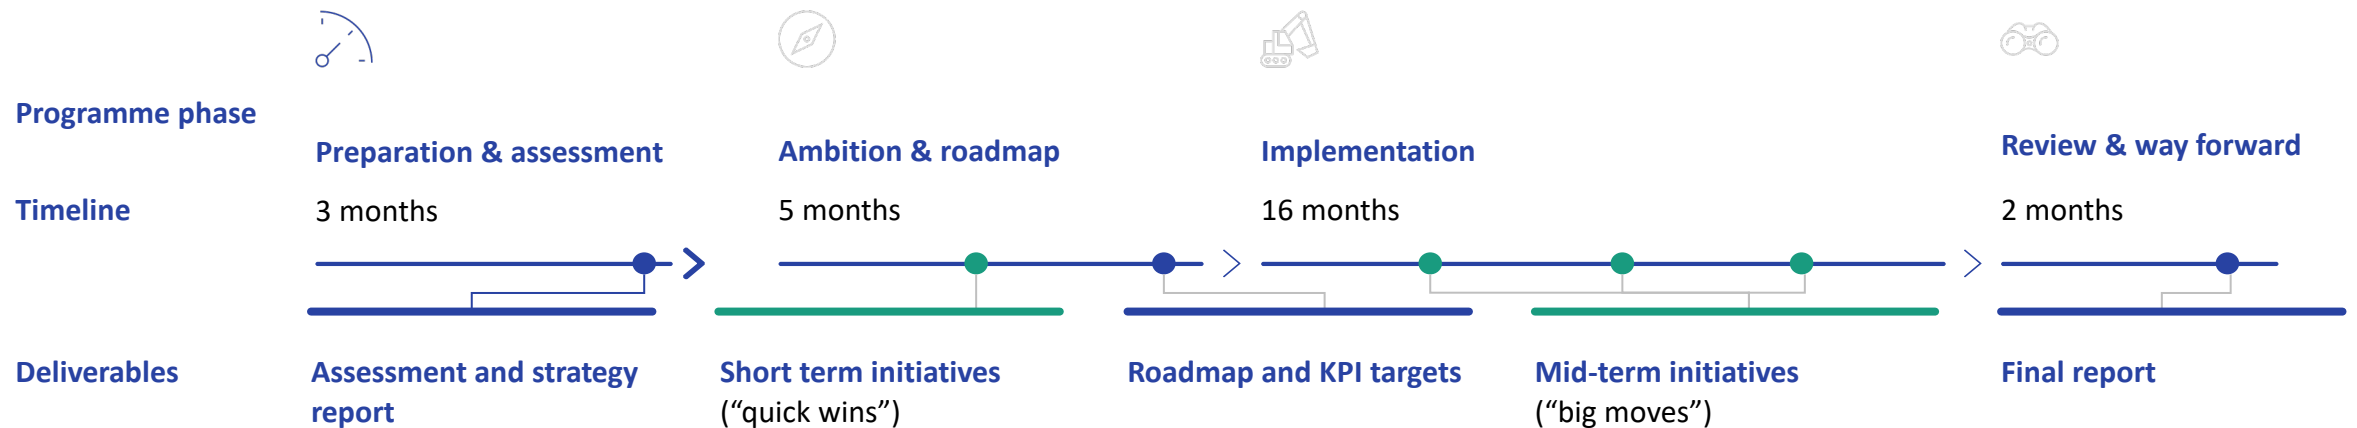 Programme phase
Preparation & assessment
Ambition & roadmap
Implementation
Review & way forward
Timeline
3 months
5 months
16 months
2 months
Deliverables
Assessment and strategy
report
Short term initiatives
(“quick wins”)
Roadmap and KPI targets
Mid-term initiatives
(“big moves”)
Final report